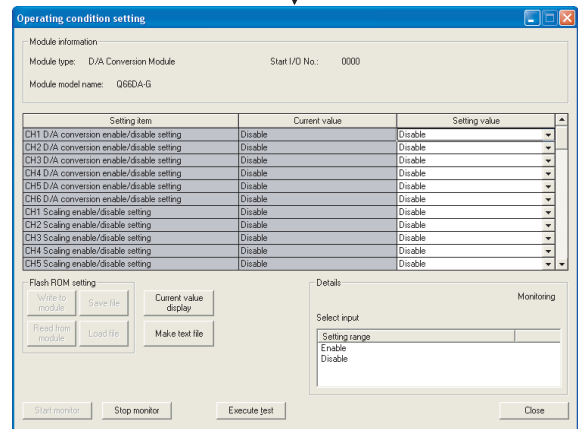 Operating condition setting
Module information
Module type: D/A Conversion Module Start I/O No.: 0000
Module model name: Q66DA-G
Setting item Current value Setting value
CH1 D/A conversion enable/disable setting Disable Disable
CH2 D/A conversion enable/disable setting Disable Disable
CH3 D/A conversion enable/disable setting Disable Disable
CH4 D/A conversion enable/disable setting Disable Disable
CH5 D/A conversion enable/disable setting Disable Disable
CH6 D/A conversion enable/disable setting Disable Disable
CH1 Scaling enable/disable setting Disable Disable
CH2 Scaling enable/disable setting Disable Disable
CH3 Scaling enable/disable setting Disable Disable
CH4 Scaling enable/disable setting Disable Disable
CH5 Scaling enable/disable setting Disable Disable
Flash ROM setting
Write to
module
Save file
Current value
display
Read from
module
Load file
Make text file
Details
Monitoring
Select input
Setting range
Enable
Disable
Start monitor Stop monitor Execute test Close